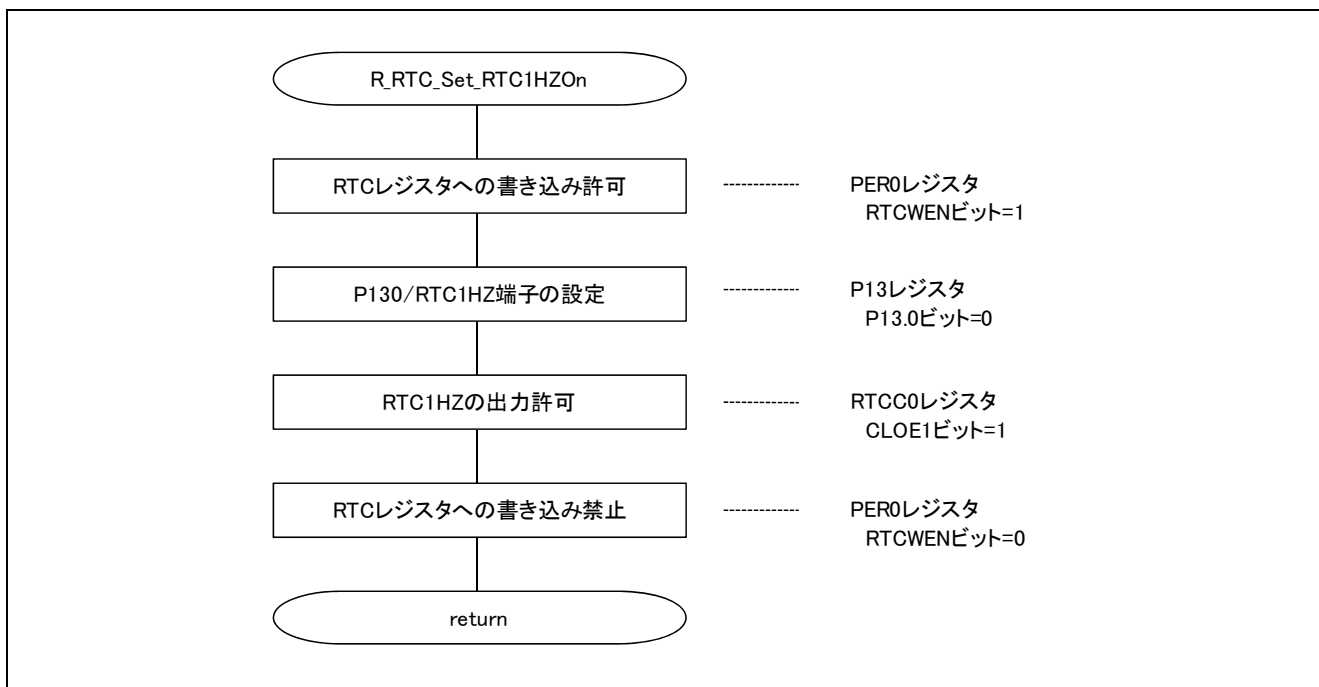 R_RTC_Set_RTC1HZOn
RTCレジスタへの書き込み許可
PER0レジスタ
RTCWENビット=1
P130/RTC1HZ端子の設定
P13レジスタ
P13.0ビット=0
RTC1HZの出力許可
RTCC0レジスタ
CLOE1ビット=1
RTCレジスタへの書き込み禁止
PER0レジスタ
RTCWENビット=0
return